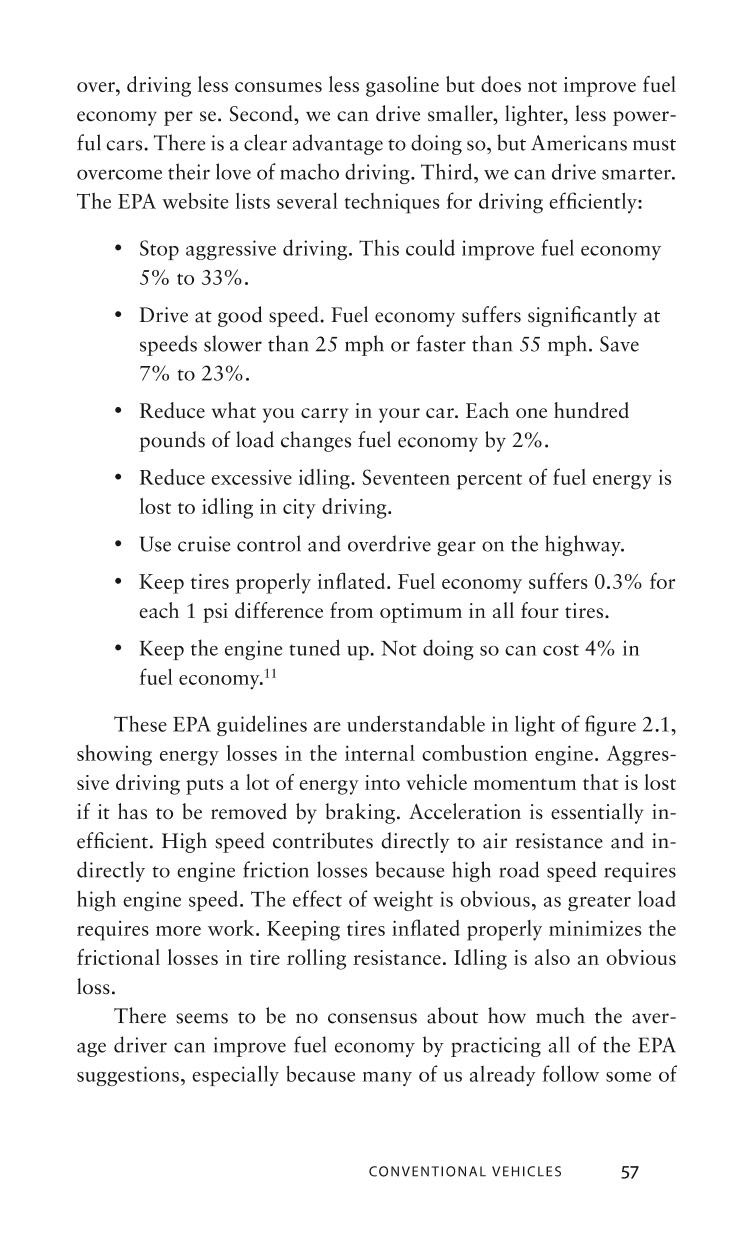 over, driving less consumes less gasoline but does not improve fuel
economy per se. Second, we can drive smaller, lighter, less power-
ful cars. There is a clear advantage to doing so, but Americans must
overcome their love of macho driving. Third, we can drive smarter.
The EPA website lists several techniques for driving efficiently:
• Stop aggressive driving. This could improve fuel economy
5% to 33%.
• Drive at good speed. Fuel economy suffers significantly at
speeds slower than 25 mph or faster than 55 mph. Save
7% to 23%.
• Reduce what you carry in your car. Each one hundred
pounds of load changes fuel economy by 2%.
• Reduce excessive idling. Seventeen percent of fuel energy is
lost to idling in city driving.
• Use cruise control and overdrive gear on the highway.
• Keep tires properly inflated. Fuel economy suffers 0.3% for
each 1 psi difference from optimum in all four tires.
• Keep the engine tuned up. Not doing so can cost 4% in
fuel economy.¹¹
These EPA guidelines are understandable in light of figure 2.1,
showing energy losses in the internal combustion engine. Aggres-
sive driving puts a lot of energy into vehicle momentum that is lost
if it has to be removed by braking. Acceleration is essentially in-
efficient. High speed contributes directly to air resistance and in-
directly to engine friction losses because high road speed requires
high engine speed. The effect of weight is obvious, as greater load
requires more work. Keeping tires inflated properly minimizes the
frictional losses in tire rolling resistance. Idling is also an obvious
loss.
There seems to be no consensus about how much the aver-
age driver can improve fuel economy by practicing all of the EPA
suggestions, especially because many of us already follow some of
CONVENTIONAL VEHICLES 57